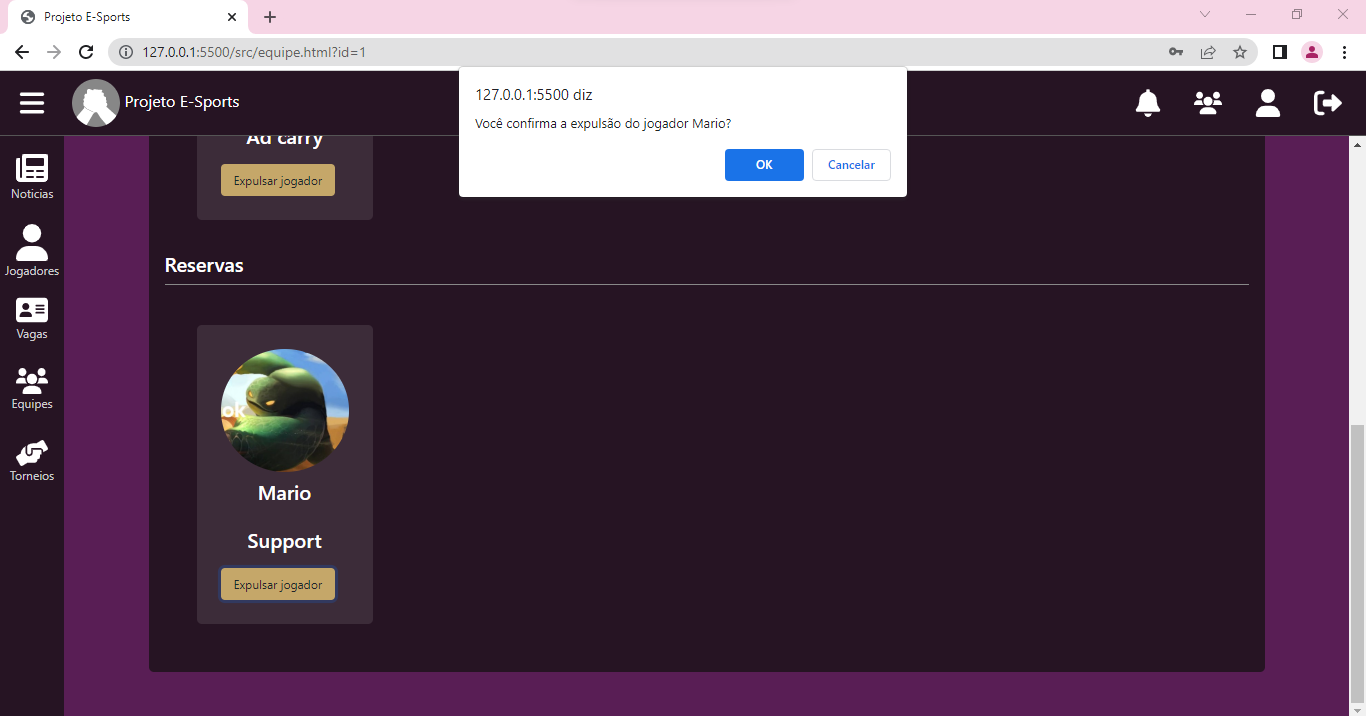 Projeto E-Sports
127.0.0.1:5500/src/equipe.html?id=1
127.0.0.1:5500 diz
Você confirma a expulsão do jogador Mario?
OK
Cancelar
Projeto E-Sports
Noticias
Jogadores
Vagas
Equipes
Torneios
Ad carry
Expulsar jogador
Reservas
ok
Mario
Support
Expulsar jogador